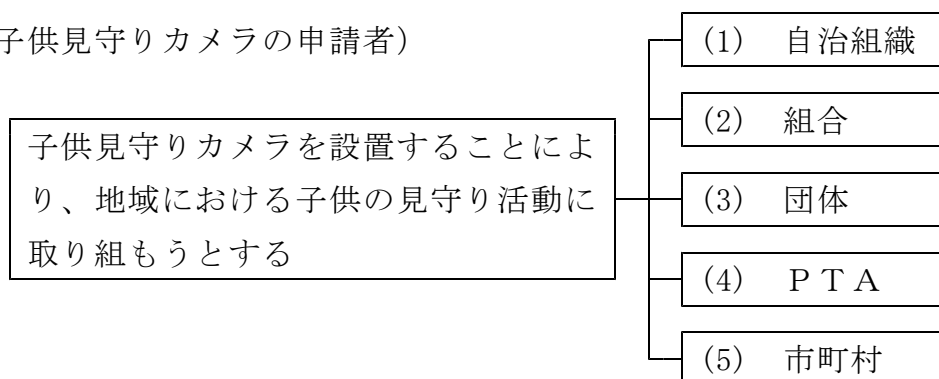 子供見守りカメラの申請者）
(1)　自治組織
(2)　組合
子供見守りカメラを設置することによ
り、地域における子供の見守り活動に
取り組もうとする
(3)　団体
(4)　ＰＴＡ
(5)　市町村